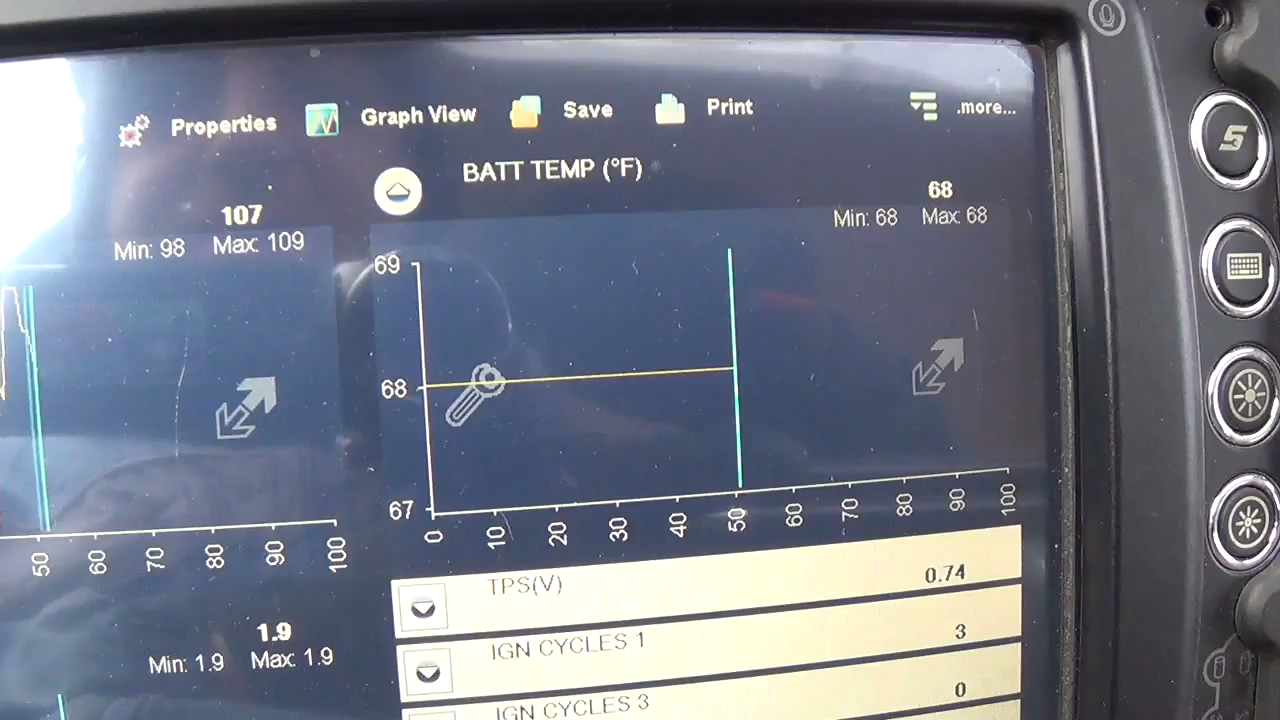 Properties
Graph View
Save
Print
.more...
BATT TEMP (°F)
107
Min: 98 Max: 109
68
Min: 68 Max: 68
69
68
67
0 10 20 30 40 50 60 70 80 90 100
50 60 70 80 90 100
TPS(V) 0.74
1.9
Min: 1.9 Max: 1.9
IGN CYCLES 1 3
IGN CYCLES 3 0
S